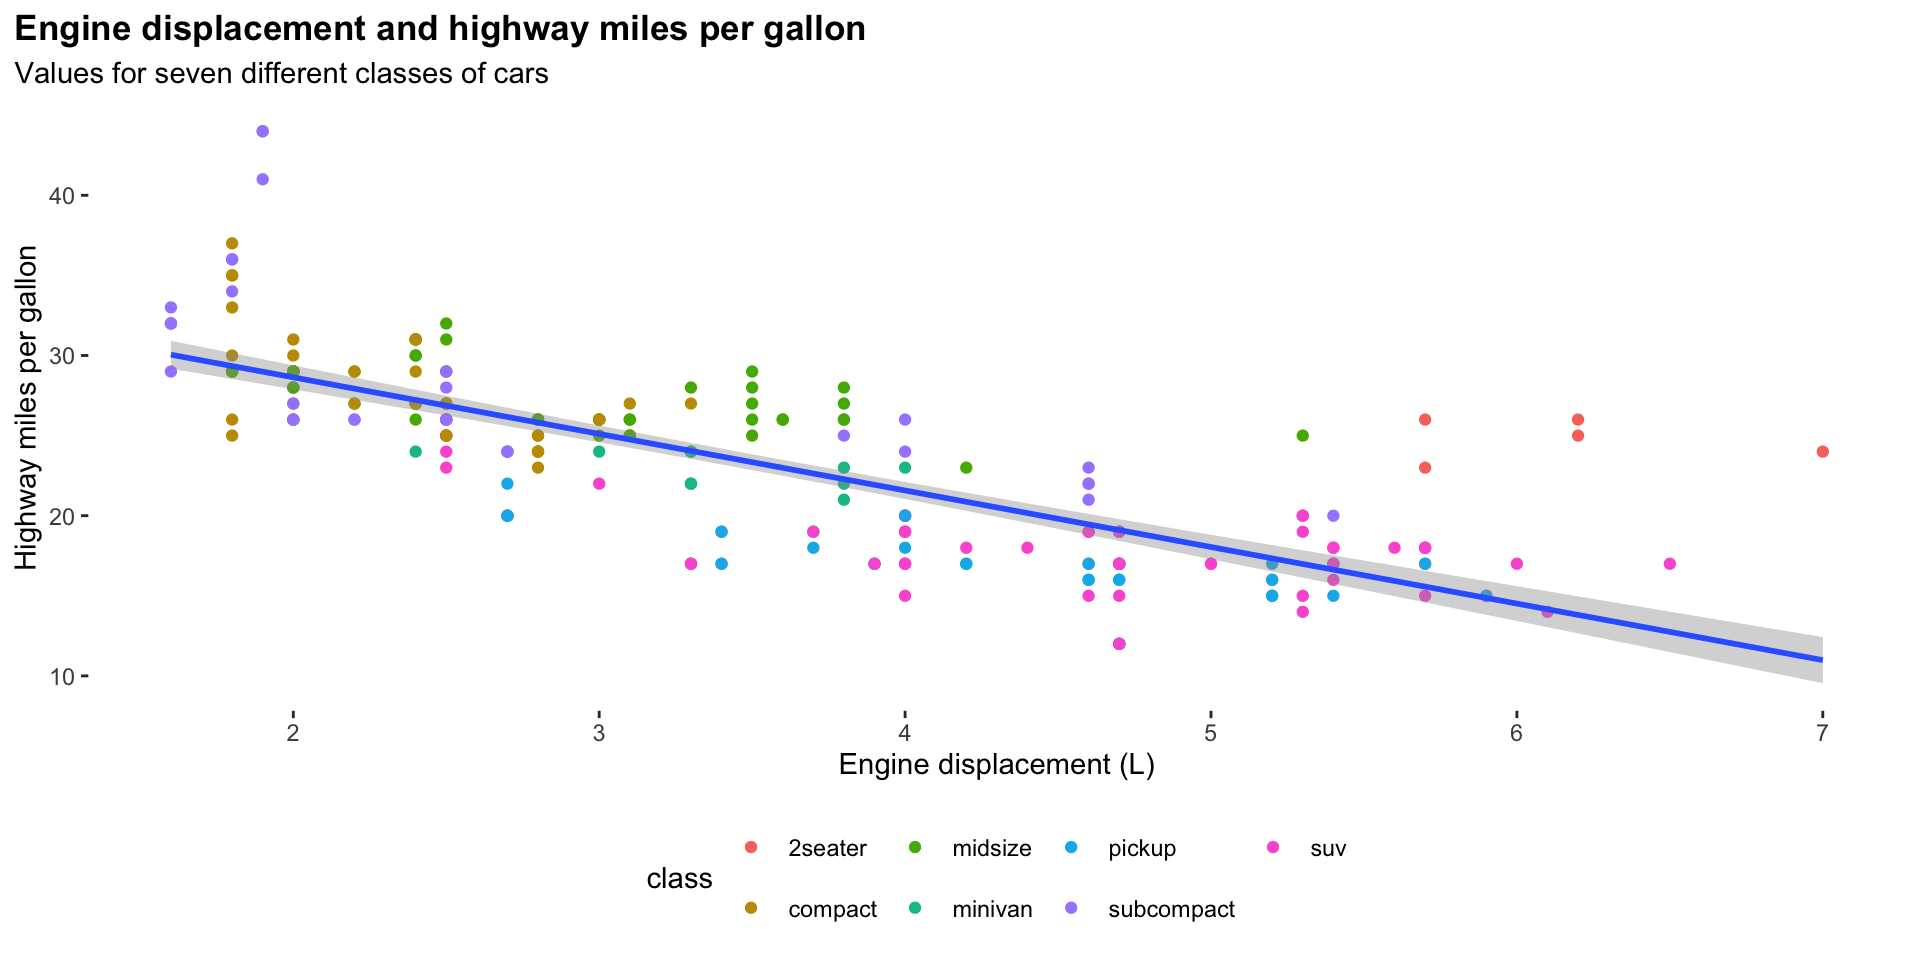 Engine displacement and highway miles per gallon
Values for seven different classes of cars
Highway miles per gallon
40
30
20
10
2 3 4 5 6 7
Engine displacement (L)
class
2seater midsize pickup suv
compact minivan subcompact